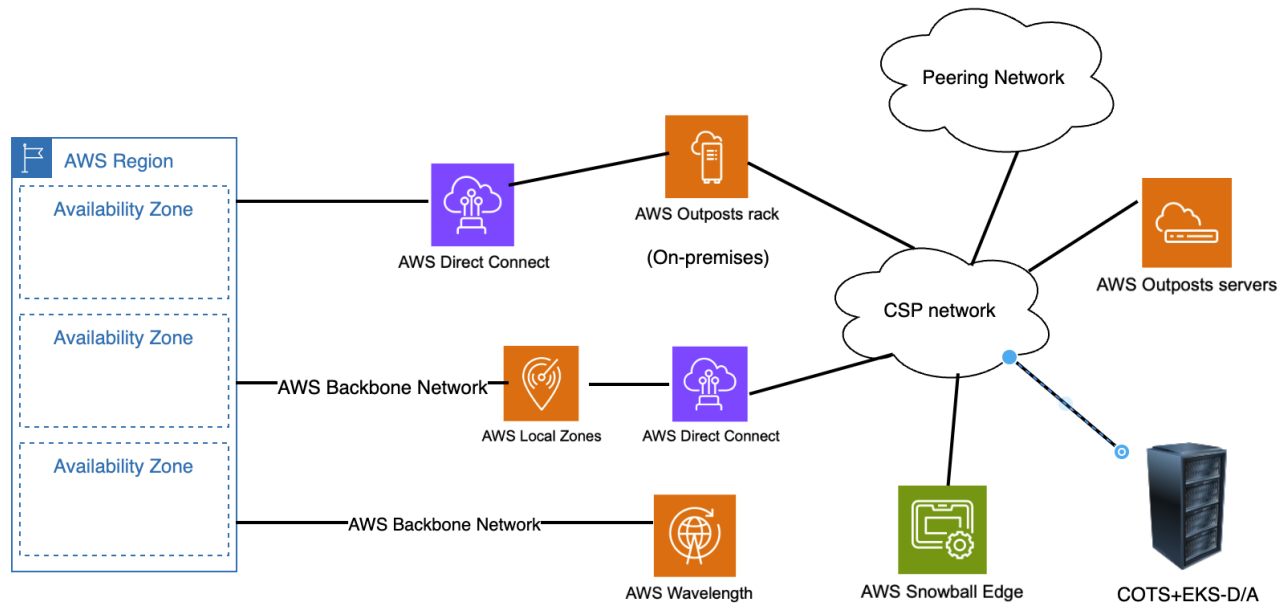 Peering Network
AWS Region
Availability Zone
AWS Outposts rack
(On-premises)
AWS Direct Connect
AWS Outposts servers
CSP network
Availability Zone
AWS Backbone Network
AWS Local Zones
AWS Direct Connect
Availability Zone
AWS Backbone Network
AWS Wavelength
AWS Snowball Edge
COTS+EKS-D/A